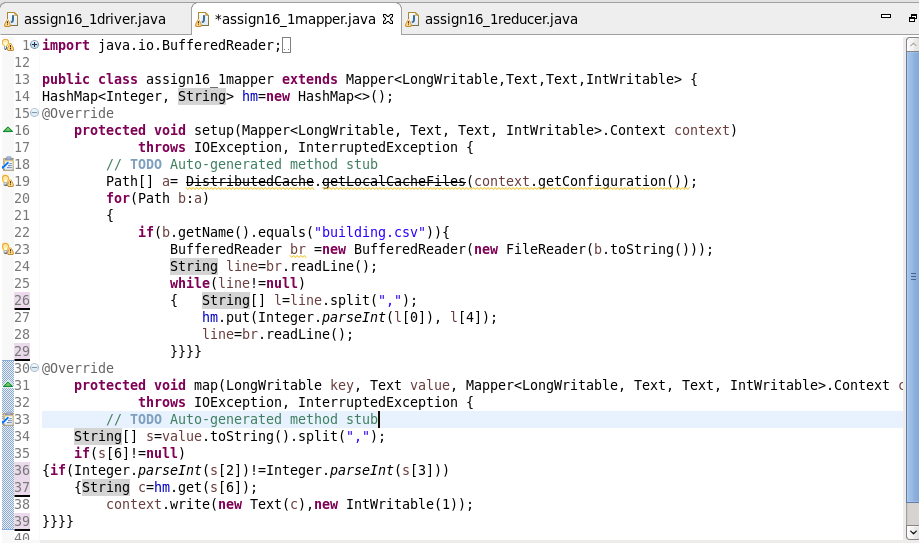 assign16_1driver.java *assign16_1mapper.java assign16_1reducer.java
1 import java.io.BufferedReader;
12
13 public class assign16_1mapper extends Mapper<LongWritable,Text,Text,IntWritable> {
14 HashMap<Integer, String> hm=new HashMap<>();
15 @Override
16     protected void setup(Mapper<LongWritable, Text, Text, IntWritable>.Context context)
17             throws IOException, InterruptedException {
18         // TODO Auto-generated method stub
19         Path[] a= DistributedCache.getLocalCacheFiles(context.getConfiguration());
20         for(Path b:a)
21         {
22             if(b.getName().equals("building.csv")){
23                 BufferedReader br =new BufferedReader(new FileReader(b.toString()));
24                 String line=br.readLine();
25                 while(line!=null)
26                 {   String[] l=line.split(",");
27                     hm.put(Integer.parseInt(l[0]), l[4]);
28                     line=br.readLine();
29                 }}}}
30 @Override
31     protected void map(LongWritable key, Text value, Mapper<LongWritable, Text, Text, IntWritable>.Context c
32             throws IOException, InterruptedException {
33         // TODO Auto-generated method stub
34     String[] s=value.toString().split(",");
35     if(s[6]!=null)
36 {if(Integer.parseInt(s[2])!=Integer.parseInt(s[3]))
37     {String c=hm.get(s[6]);
38         context.write(new Text(c),new IntWritable(1));
39 }}}}
40